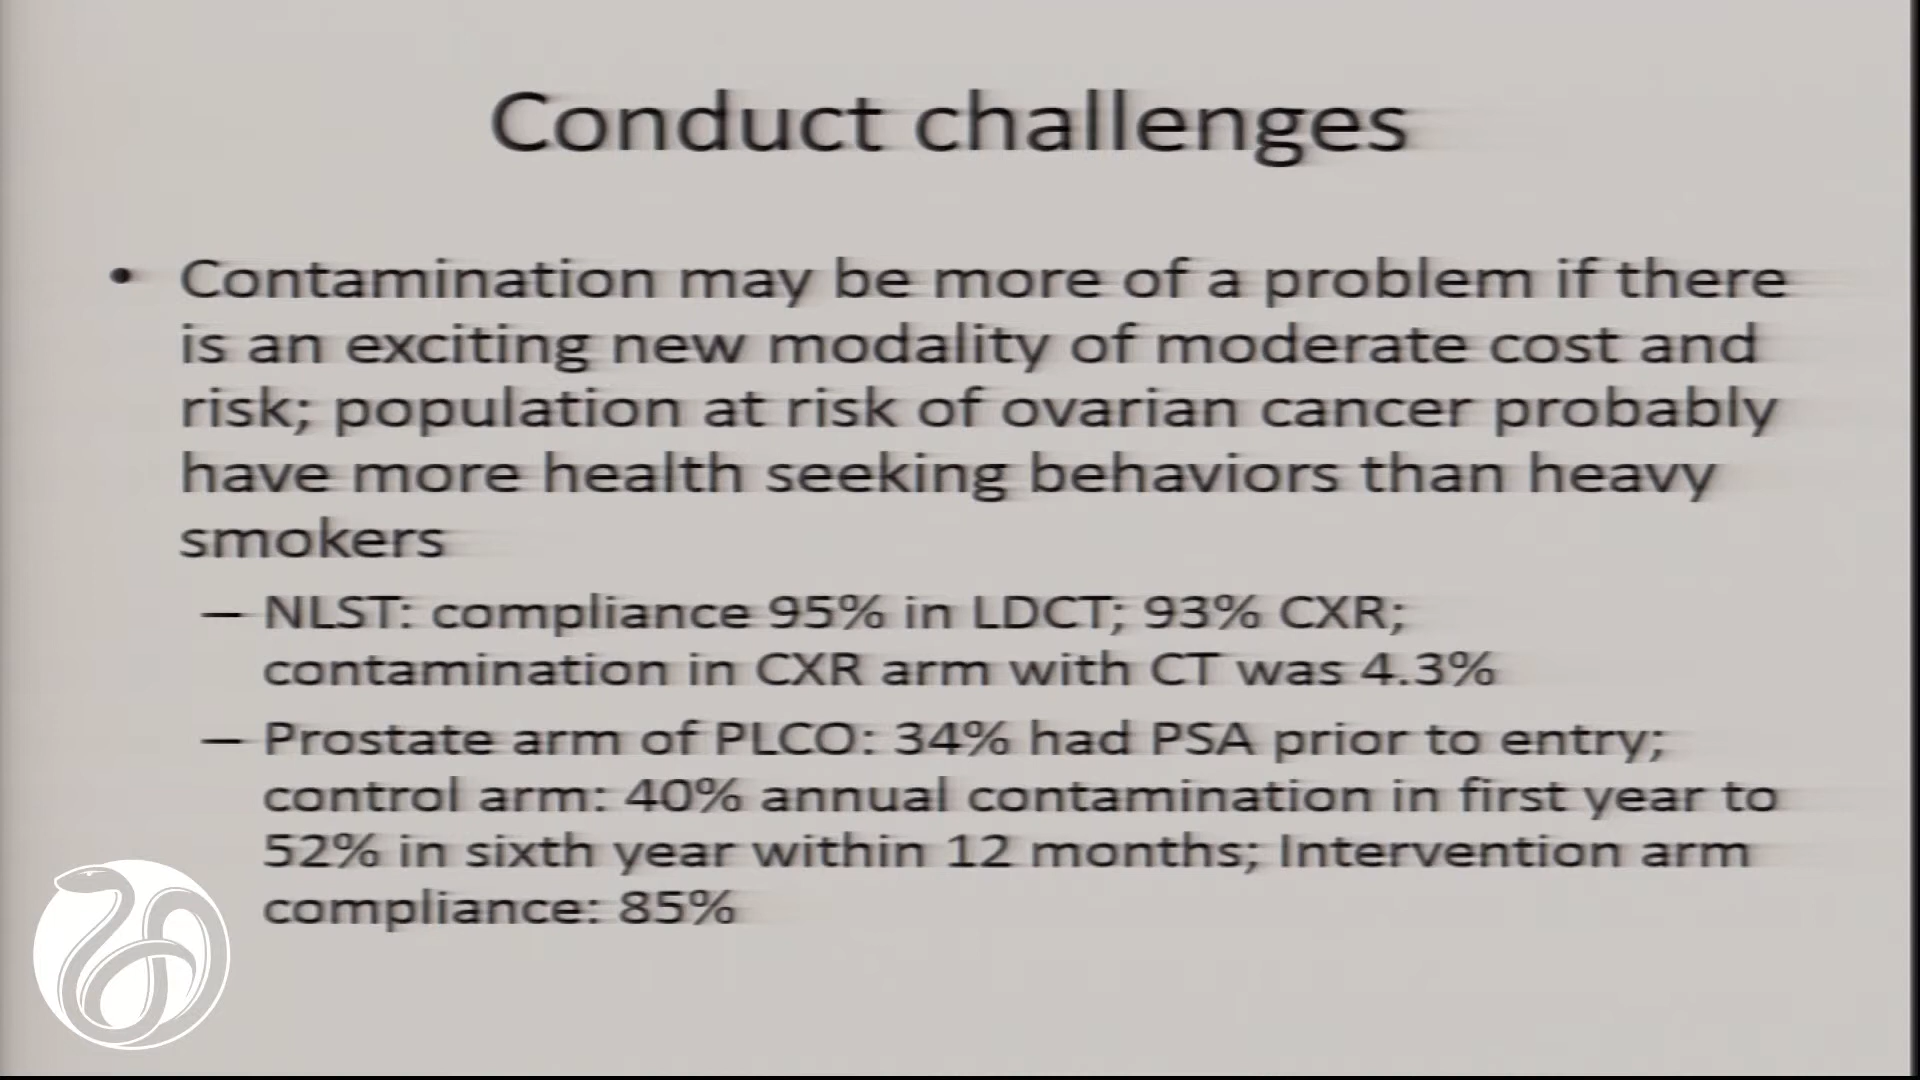 Conduct challenges
• Contamination may be more of a problem if there
is an exciting new modality of moderate cost and
risk; population at risk of ovarian cancer probably
have more health seeking behaviors than heavy
smokers
– NLST: compliance 95% in LDCT; 93% CXR;
contamination in CXR arm with CT was 4.3%
– Prostate arm of PLCO: 34% had PSA prior to entry;
control arm: 40% annual contamination in first year to
52% in sixth year within 12 months; Intervention arm
compliance: 85%